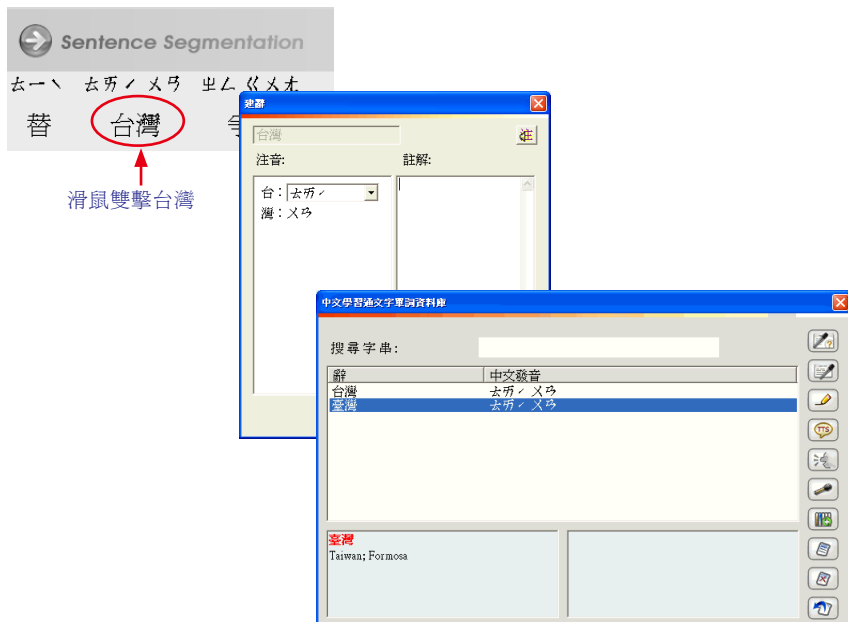 Sentence Segmentation
ㄊㄧˋ ㄊㄞˊ ㄨㄢ ㄓㄥ ㄍㄨㄤ
替 台灣
滑鼠雙擊台灣
建辭
台灣
注
注音: 註解:
台: ㄊㄞˊ
灣: ㄨㄢ
中文學習通文字單詞資料庫
搜尋字串:
辭 中文發音
台灣 ㄊㄞˊ ㄨㄢ
臺灣 ㄊㄞˊ ㄨㄢ
TTS
臺灣
Taiwan; Formosa